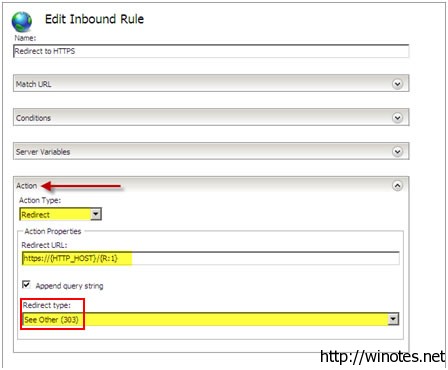 Edit Inbound Rule
Name:
Redirect to HTTPS
Match URL
Conditions
Server Variables
Action
Action Type:
Redirect
Action Properties
Redirect URL:
https://{HTTP_HOST}/{R:1}
Append query string
Redirect type:
See Other (303)
http://winotes.net